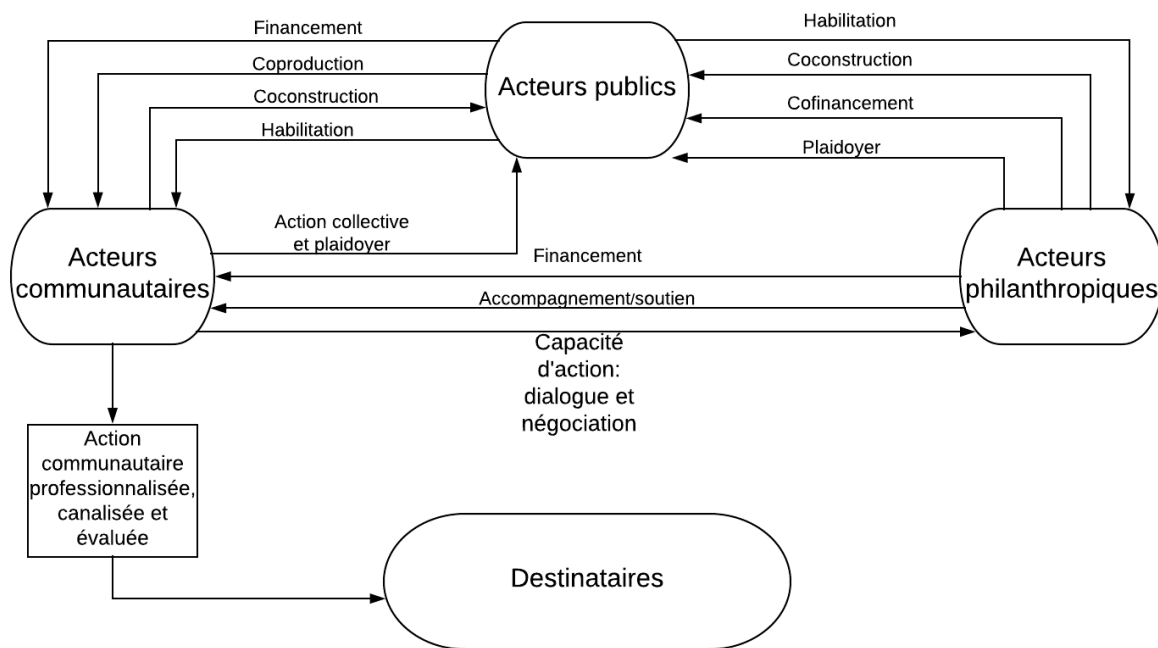 Financement
Habilitation
Coproduction
Acteurs publics
Coconstruction
Coconstruction
Cofinancement
Habilitation
Plaidoyer
Action collective
et plaidoyer
Acteurs
communautaires
Financement
Acteurs
philanthropiques
Accompagnement/soutien
Capacité
d'action:
dialogue et
négociation
Action
communautaire
professionnalisée,
canalisée et
évaluée
Destinataires